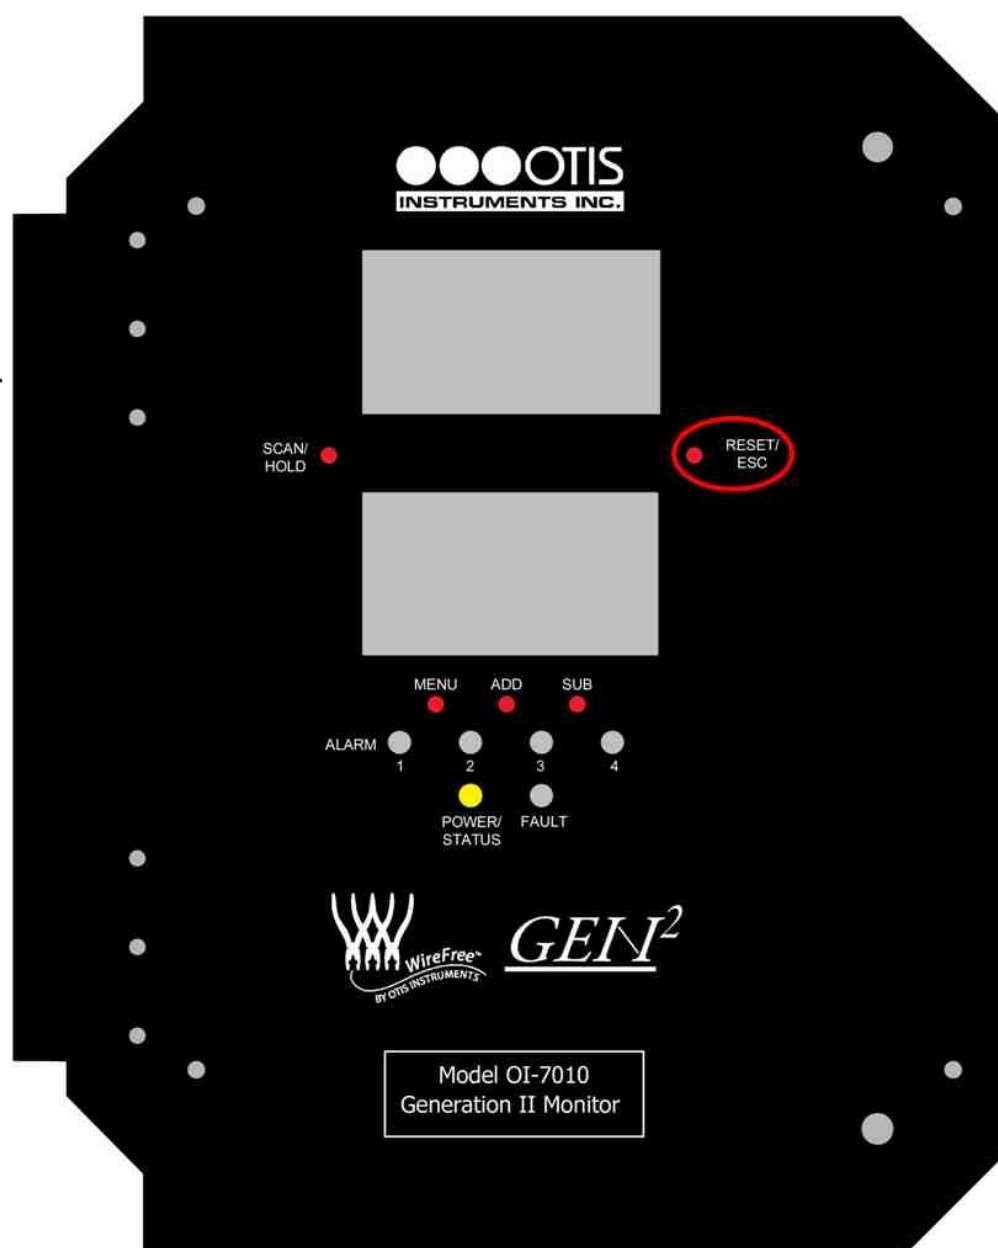 OTIS
INSTRUMENTS INC.
SCAN/
HOLD
RESET/
ESC
MENU ADD SUB
ALARM
1 2 3 4
POWER/
STATUS
FAULT
WireFree™
BY OTIS INSTRUMENTS
GEN²
Model OI-7010
Generation II Monitor